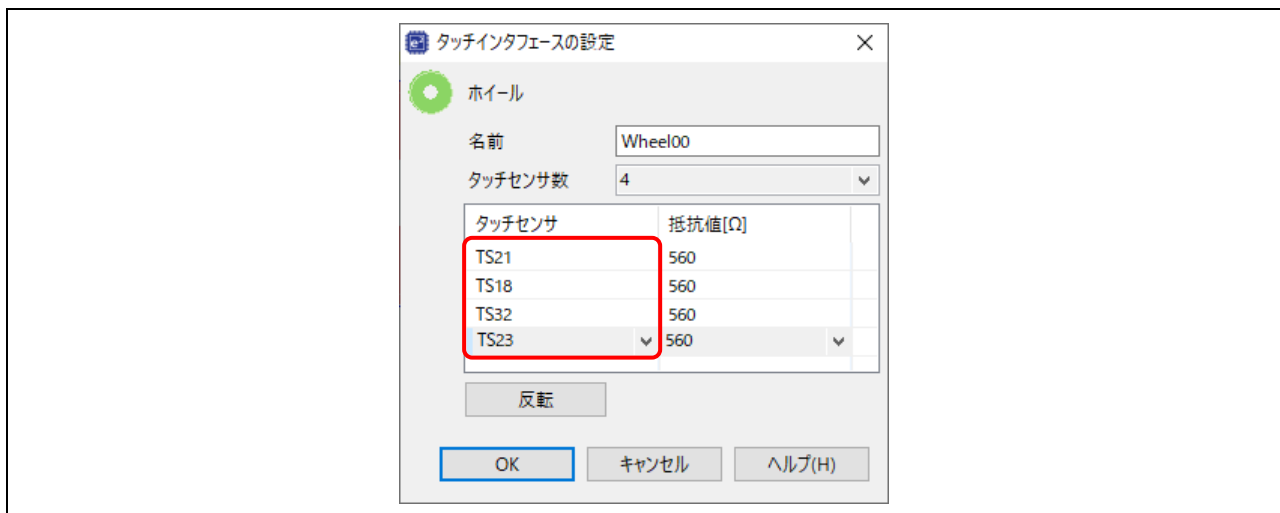 e² タッチインタフェースの設定
ホイール
名前 Wheel00
タッチセンサ数 4
タッチセンサ 抵抗値[Ω]
TS21 560
TS18 560
TS32 560
TS23 560
反転
OK キャンセル ヘルプ(H)